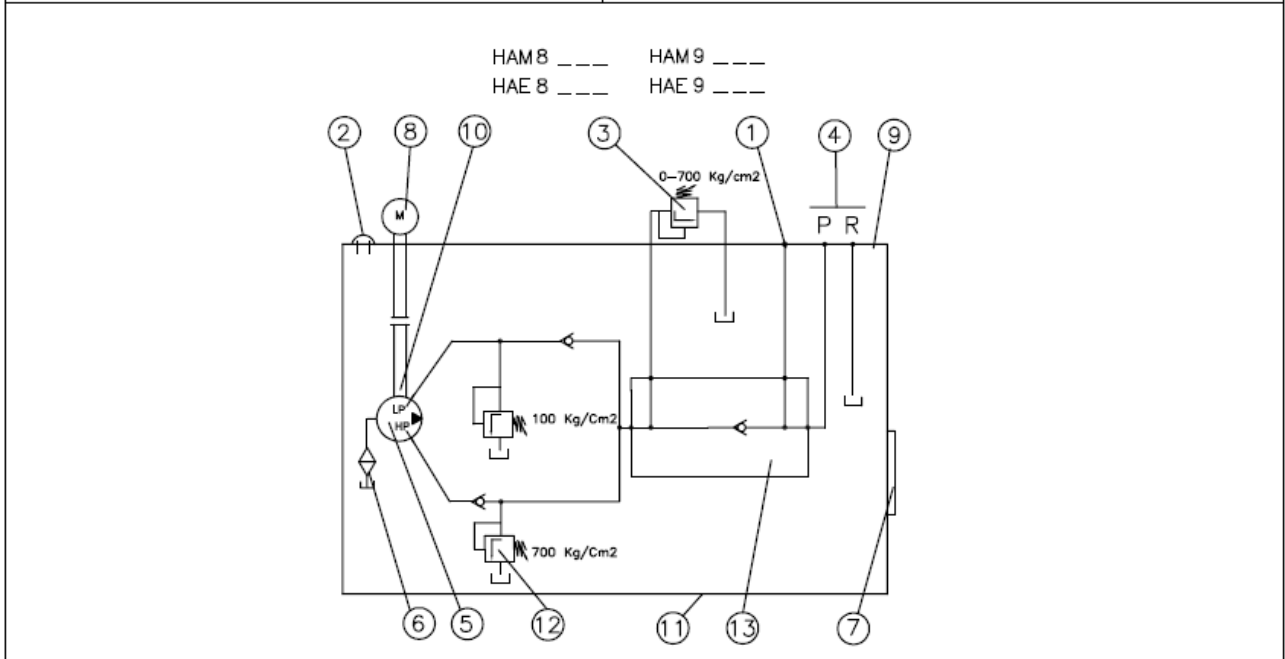 HAM 8 _ _ _ HAM 9 _ _ _
HAE 8 _ _ _ HAE 9 _ _ _
2 8 10 3 1 4 9
0-700 Kg/cm2
M
P R
LP
HP
100 Kg/Cm2
700 Kg/Cm2
6 5 12 11 13 7